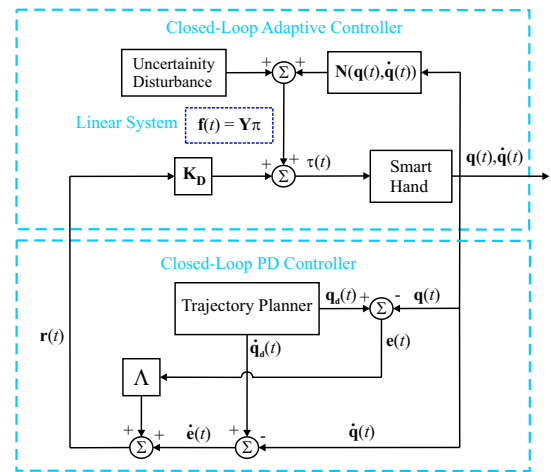 Closed-Loop Adaptive Controller
Uncertainity
Disturbance
+
Σ
+
N(q(t),q̇(t))
Linear System
f(t) = Yπ
K_D
+
+
Σ
τ(t)
Smart
Hand
q(t),q̇(t)
Closed-Loop PD Controller
Trajectory Planner
q_d(t)
+
Σ
-
q(t)
r(t)
q̇_d(t)
e(t)
Λ
+
+
Σ
ė(t)
+
Σ
-
q̇(t)